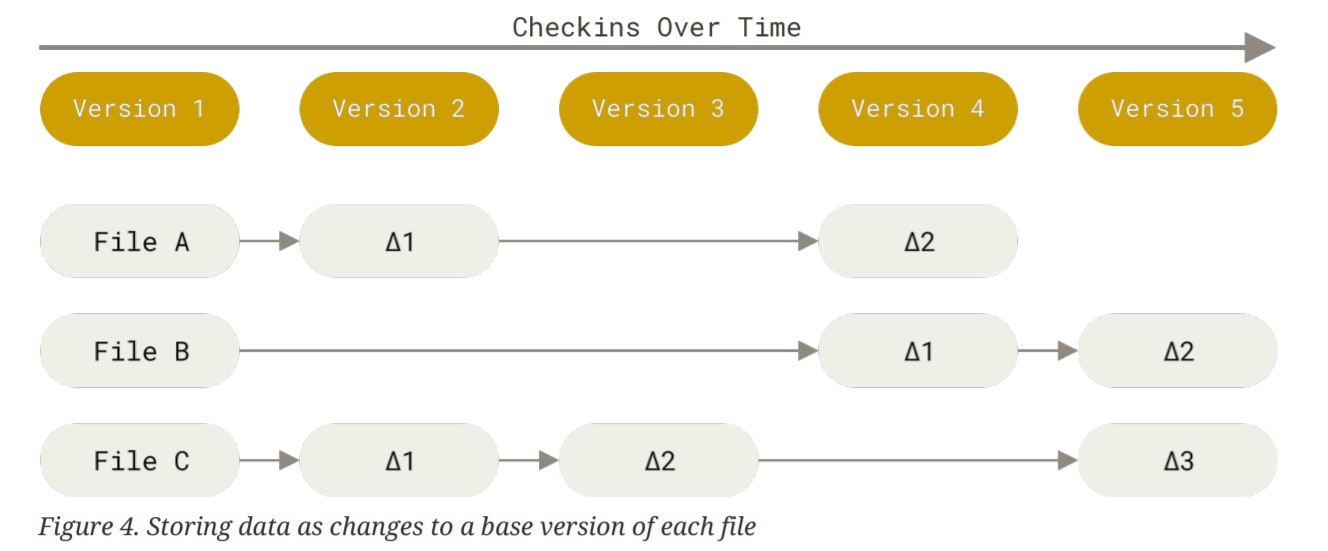 Checkins Over Time
Version 1 Version 2 Version 3 Version 4 Version 5
File A Δ1 Δ2
File B Δ1 Δ2
File C Δ1 Δ2 Δ3
Figure 4. Storing data as changes to a base version of each file